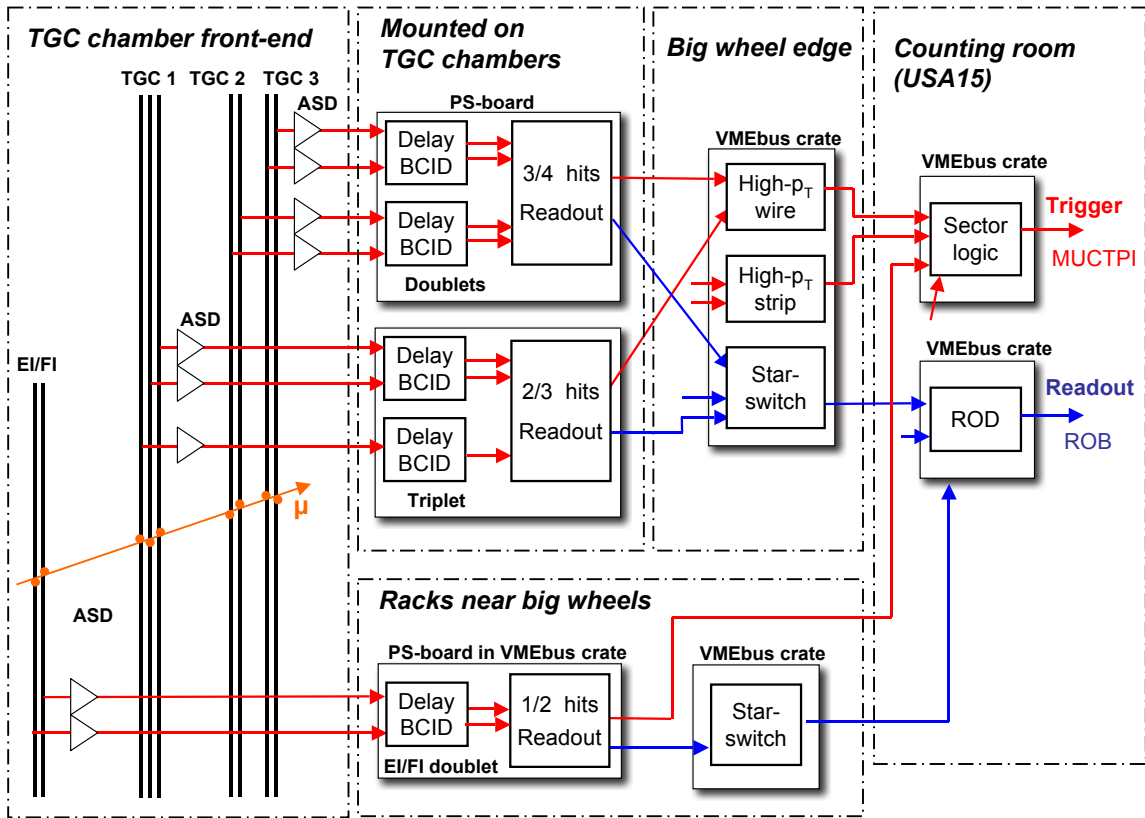 TGC chamber front-end
TGC 1
TGC 2
TGC 3
ASD
ASD
EI/FI
μ
ASD
Mounted on
TGC chambers
PS-board
Delay
BCID
Delay
BCID
3/4 hits
Readout
Doublets
Delay
BCID
Delay
BCID
2/3 hits
Readout
Triplet
Big wheel edge
VMEbus crate
High-pT
wire
High-pT
strip
Star-
switch
Counting room
(USA15)
VMEbus crate
Sector
logic
Trigger
MUCTPI
VMEbus crate
ROD
Readout
ROB
Racks near big wheels
PS-board in VMEbus crate
Delay
BCID
1/2 hits
Readout
EI/FI doublet
VMEbus crate
Star-
switch